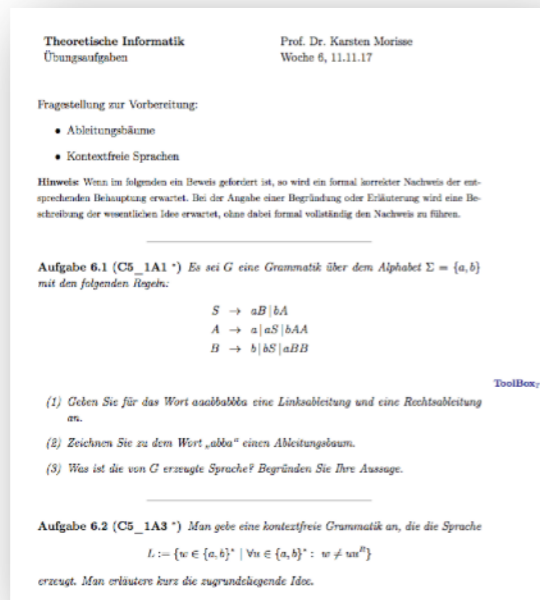 Theoretische Informatik
Prof. Dr. Karsten Morisse
Übungsaufgaben
Woche 6, 11.11.17
Fragestellung zur Vorbereitung:
• Ableitungsbäume
• Kontextfreie Sprachen
Hinweis: Wenn im folgenden ein Beweis gefordert ist, so wird ein formal korrekter Nachweis der ent-
sprechenden Behauptung erwartet. Bei der Angabe einer Begründung oder Erläuterung wird eine Be-
schreibung der wesentlichen Idee erwartet, ohne dabei formal vollständig den Nachweis zu führen.
Aufgabe 6.1 (C5_1A1 *) Es sei G eine Grammatik über dem Alphabet Σ = {a, b}
mit den folgenden Regeln:
S → aB | bA
A → a | aS | bAA
B → b | bS | aBB
ToolBox
(1) Geben Sie für das Wort aaabbabbba eine Linksableitung und eine Rechtsableitung
an.
(2) Zeichnen Sie zu dem Wort „abba“ einen Ableitungsbaum.
(3) Was ist die von G erzeugte Sprache? Begründen Sie Ihre Aussage.
Aufgabe 6.2 (C5_1A3 *) Man gebe eine kontextfreie Grammatik an, die die Sprache
L := {w ∈ {a, b}* | ∀u ∈ {a, b}* : w ≠ uuᴿ}
erzeugt. Man erläutere kurz die zugrundeliegende Idee.